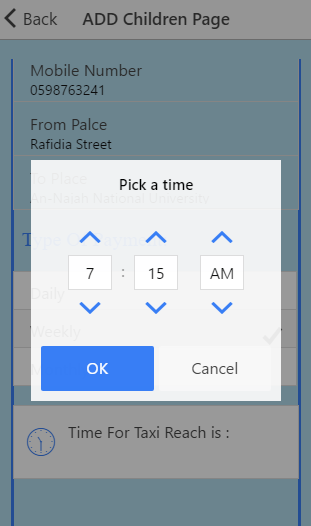 Back
ADD Children Page
Mobile Number
0598763241
From Palce
Rafidia Street
To Place
An-Najah National University
Pick a time
Type Of Payment
7 : 15 AM
Daily
Weekly
OK
Cancel
Time For Taxi Reach is :